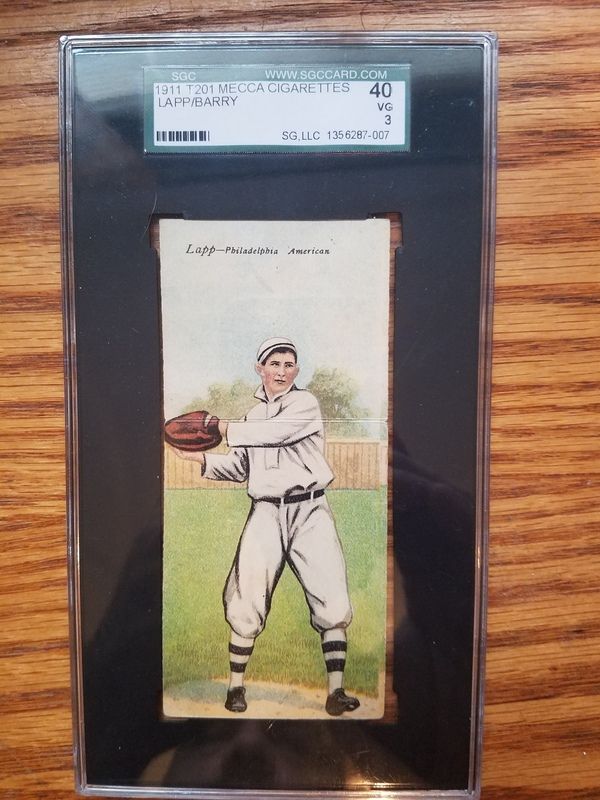 SGC WWW.SGCCARD.COM
1911 T201 MECCA CIGARETTES 40
LAPP/BARRY VG
3
SG,LLC 1356287-007
Lapp—Philadelphia American